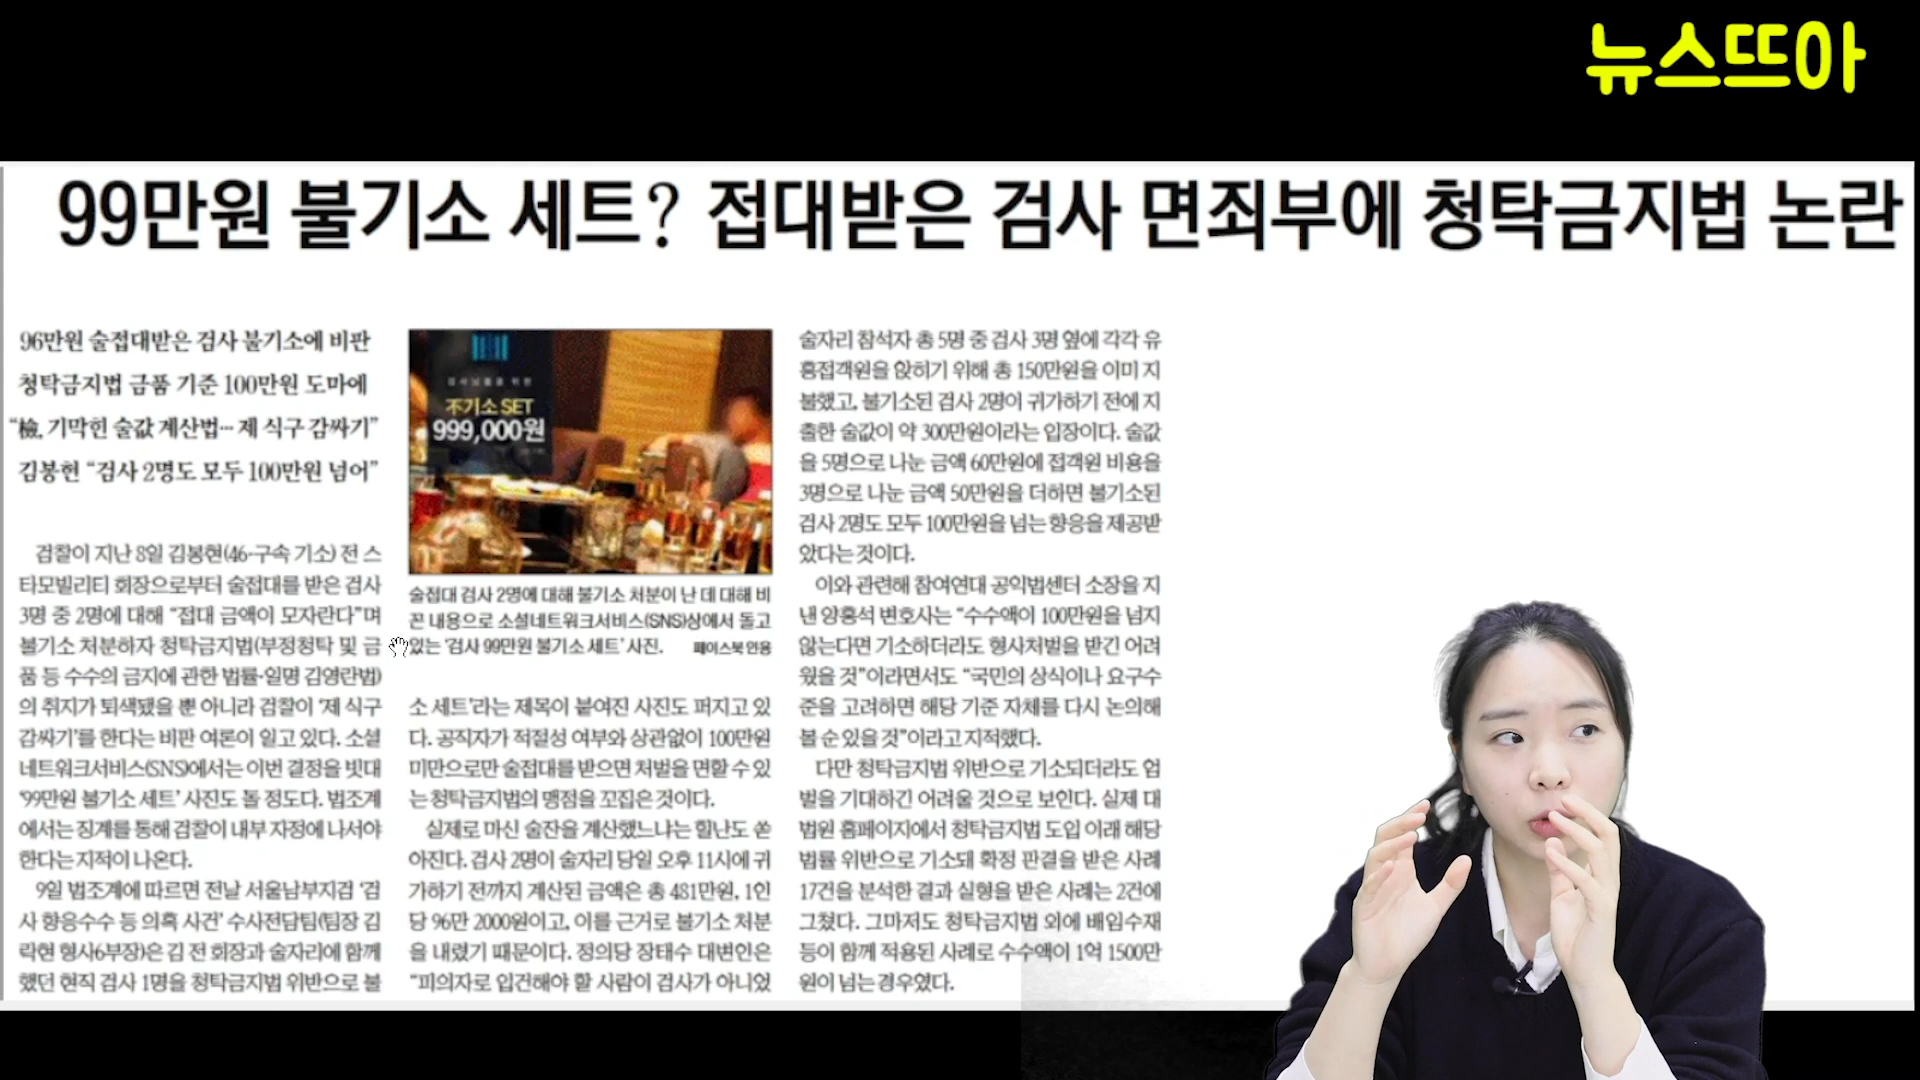 뉴스뜨아
99만원 불기소 세트? 접대받은 검사 면죄부에 청탁금지법 논란
96만원 술접대받은 검사 불기소에 비판
청탁금지법 금품 기준 100만원 도마에
“檢, 기막힌 술값 계산법… 제 식구 감싸기”
김봉현 “검사 2명도 모두 100만원 넘어”
검찰이 지난 8일 김봉현(46·구속 기소) 전 스
타모빌리티 회장으로부터 술접대를 받은 검사
3명 중 2명에 대해 “접대 금액이 모자란다”며
불기소 처분하자 청탁금지법(부정청탁 및 금
품 등 수수의 금지에 관한 법률·일명 김영란법)
의 취지가 퇴색됐을 뿐 아니라 검찰이 ‘제 식구
감싸기’를 한다는 비판 여론이 일고 있다. 소셜
네트워크서비스(SNS)에서는 이번 결정을 빗대
‘99만원 불기소 세트’ 사진도 돌 정도다. 법조계
에서는 징계를 통해 검찰이 내부 자정에 나서야
한다는 지적이 나온다.
9일 법조계에 따르면 전날 서울남부지검 ‘검
사 향응수수 등 의혹 사건’ 수사전담팀(팀장 김
락현 형사6부장)은 김 전 회장과 술자리에 함께
했던 현직 검사 1명을 청탁금지법 위반으로 불
검사님들을 위한
不기소 SET
999,000원
술접대 검사 2명에 대해 불기소 처분이 난 데 대해 비
꼰 내용으로 소셜네트워크서비스(SNS)상에서 돌고
있는 ‘검사 99만원 불기소 세트’ 사진. 페이스북 인용
소 세트’라는 제목이 붙여진 사진도 퍼지고 있
다. 공직자가 적절성 여부와 상관없이 100만원
미만으로만 술접대를 받으면 처벌을 면할 수 있
는 청탁금지법의 맹점을 꼬집은 것이다.
실제로 마신 술잔을 계산했느냐는 힐난도 쏟
아진다. 검사 2명이 술자리 당일 오후 11시에 귀
가하기 전까지 계산된 금액은 총 481만원, 1인
당 96만 2000원이고, 이를 근거로 불기소 처분
을 내렸기 때문이다. 정의당 장태수 대변인은
“피의자로 입건해야 할 사람이 검사가 아니었
술자리 참석자 총 5명 중 검사 3명 옆에 각각 유
흥접객원을 앉히기 위해 총 150만원을 이미 지
불했고, 불기소된 검사 2명이 귀가하기 전에 지
출한 술값이 약 300만원이라는 입장이다. 술값
을 5명으로 나눈 금액 60만원에 접객원 비용을
3명으로 나눈 금액 50만원을 더하면 불기소된
검사 2명도 모두 100만원을 넘는 향응을 제공받
았다는 것이다.
이와 관련해 참여연대 공익법센터 소장을 지
낸 양홍석 변호사는 “수수액이 100만원을 넘지
않는다면 기소하더라도 형사처벌을 받긴 어려
웠을 것”이라면서도 “국민의 상식이나 요구수
준을 고려하면 해당 기준 자체를 다시 논의해
볼 순 있을 것”이라고 지적했다.
다만 청탁금지법 위반으로 기소되더라도 엄
벌을 기대하긴 어려울 것으로 보인다. 실제 대
법원 홈페이지에서 청탁금지법 도입 이래 해당
법률 위반으로 기소돼 확정 판결을 받은 사례
17건을 분석한 결과 실형을 받은 사례는 2건에
그쳤다. 그마저도 청탁금지법 외에 배임수재
등이 함께 적용된 사례로 수수액이 1억 1500만
원이 넘는 경우였다.